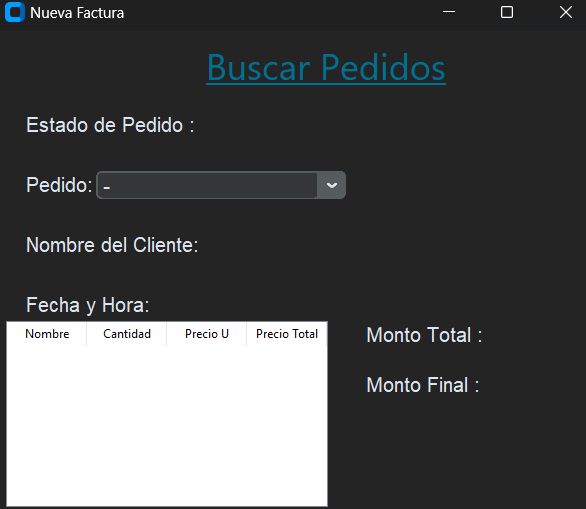 Nueva Factura
Buscar Pedidos
Estado de Pedido :
Pedido: -
Nombre del Cliente:
Fecha y Hora:
Nombre Cantidad Precio U Precio Total
Monto Total :
Monto Final :